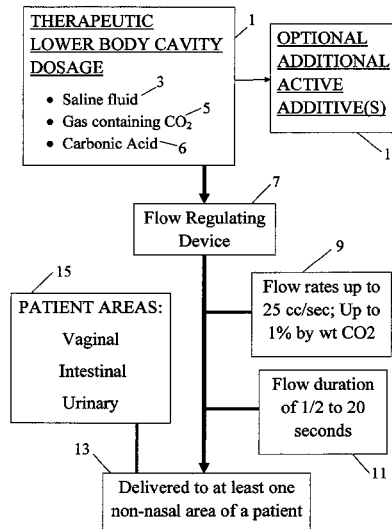 THERAPEUTIC
LOWER BODY CAVITY
DOSAGE
• Saline fluid
• Gas containing CO₂
• Carbonic Acid
1
3
5
6
OPTIONAL
ADDITIONAL
ACTIVE
ADDITIVE(S)
1
7
Flow Regulating
Device
9
Flow rates up to
25 cc/sec; Up to
1% by wt CO2
15
PATIENT AREAS:
Vaginal
Intestinal
Urinary
Flow duration
of 1/2 to 20
seconds
11
13
Delivered to at least one
non-nasal area of a patient